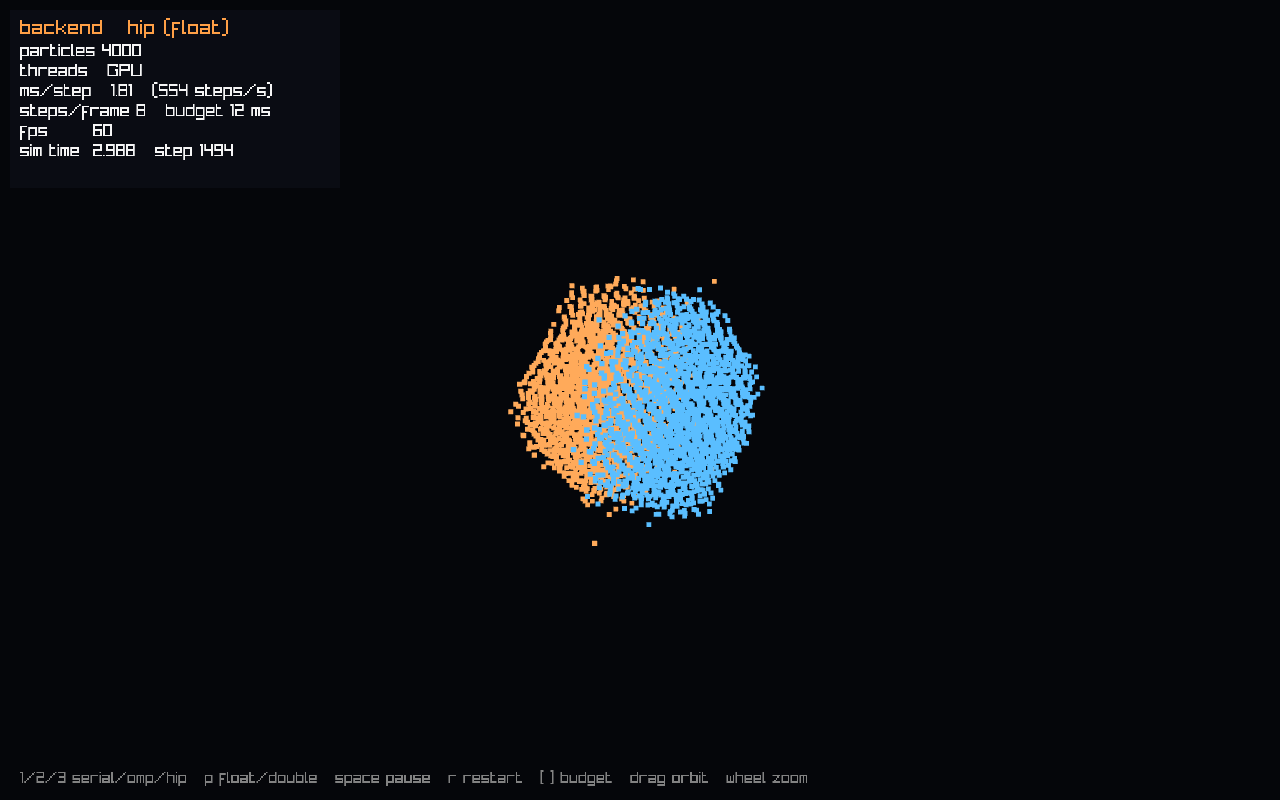 backend hip (float)
particles 4000
threads GPU
ms/step 1.81 (554 steps/s)
steps/frame 8 budget 12 ms
fps 60
sim time 2.988 step 1494
1/2/3 serial/omp/hip p float/double space pause r restart [ ] budget drag orbit wheel zoom